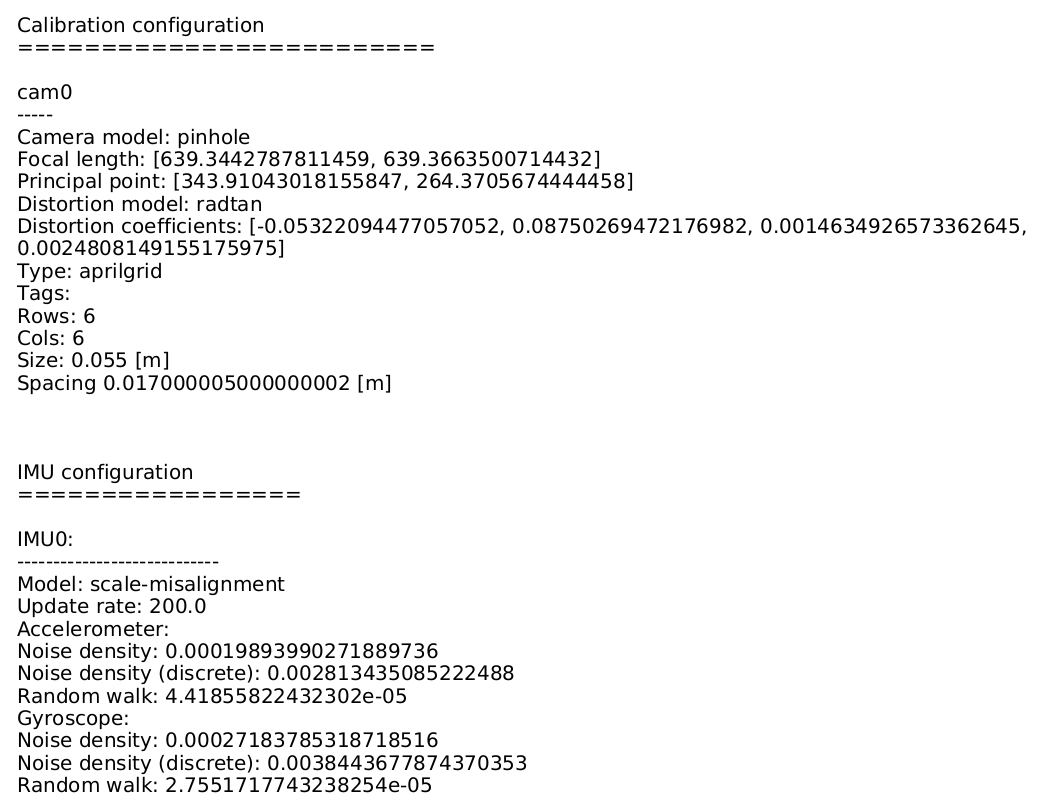 Calibration configuration
=========================
cam0
-----
Camera model: pinhole
Focal length: [639.3442787811459, 639.3663500714432]
Principal point: [343.91043018155847, 264.3705674444458]
Distortion model: radtan
Distortion coefficients: [-0.05322094477057052, 0.08750269472176982, 0.0014634926573362645,
0.0024808149155175975]
Type: aprilgrid
Tags:
Rows: 6
Cols: 6
Size: 0.055 [m]
Spacing 0.017000005000000002 [m]
IMU configuration
=================
IMU0:
----------------------------
Model: scale-misalignment
Update rate: 200.0
Accelerometer:
Noise density: 0.00019893990271889736
Noise density (discrete): 0.002813435085222488
Random walk: 4.41855822432302e-05
Gyroscope:
Noise density: 0.00027183785318718516
Noise density (discrete): 0.0038443677874370353
Random walk: 2.7551717743238254e-05